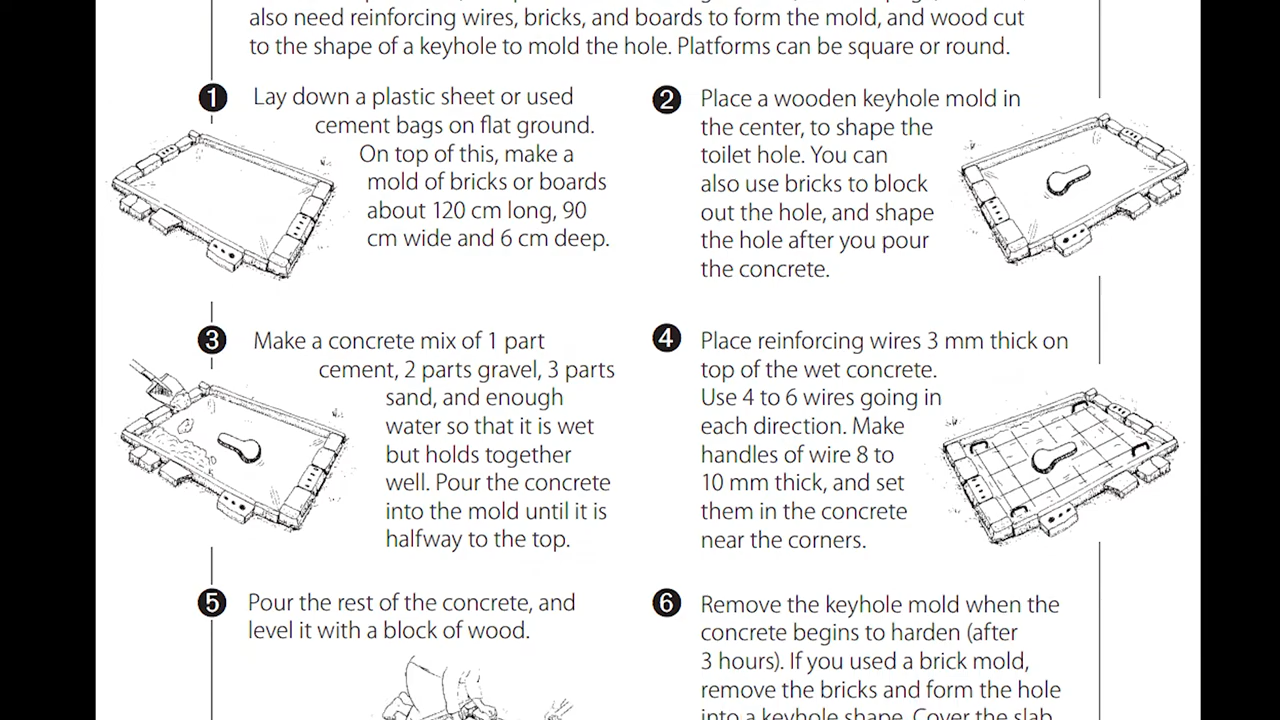 also need reinforcing wires, bricks, and boards to form the mold, and wood cut
to the shape of a keyhole to mold the hole. Platforms can be square or round.
1 Lay down a plastic sheet or used
cement bags on flat ground.
On top of this, make a
mold of bricks or boards
about 120 cm long, 90
cm wide and 6 cm deep.
2 Place a wooden keyhole mold in
the center, to shape the
toilet hole. You can
also use bricks to block
out the hole, and shape
the hole after you pour
the concrete.
3 Make a concrete mix of 1 part
cement, 2 parts gravel, 3 parts
sand, and enough
water so that it is wet
but holds together
well. Pour the concrete
into the mold until it is
halfway to the top.
4 Place reinforcing wires 3 mm thick on
top of the wet concrete.
Use 4 to 6 wires going in
each direction. Make
handles of wire 8 to
10 mm thick, and set
them in the concrete
near the corners.
5 Pour the rest of the concrete, and
level it with a block of wood.
6 Remove the keyhole mold when the
concrete begins to harden (after
3 hours). If you used a brick mold,
remove the bricks and form the hole
into a keyhole shape. Cover the slab